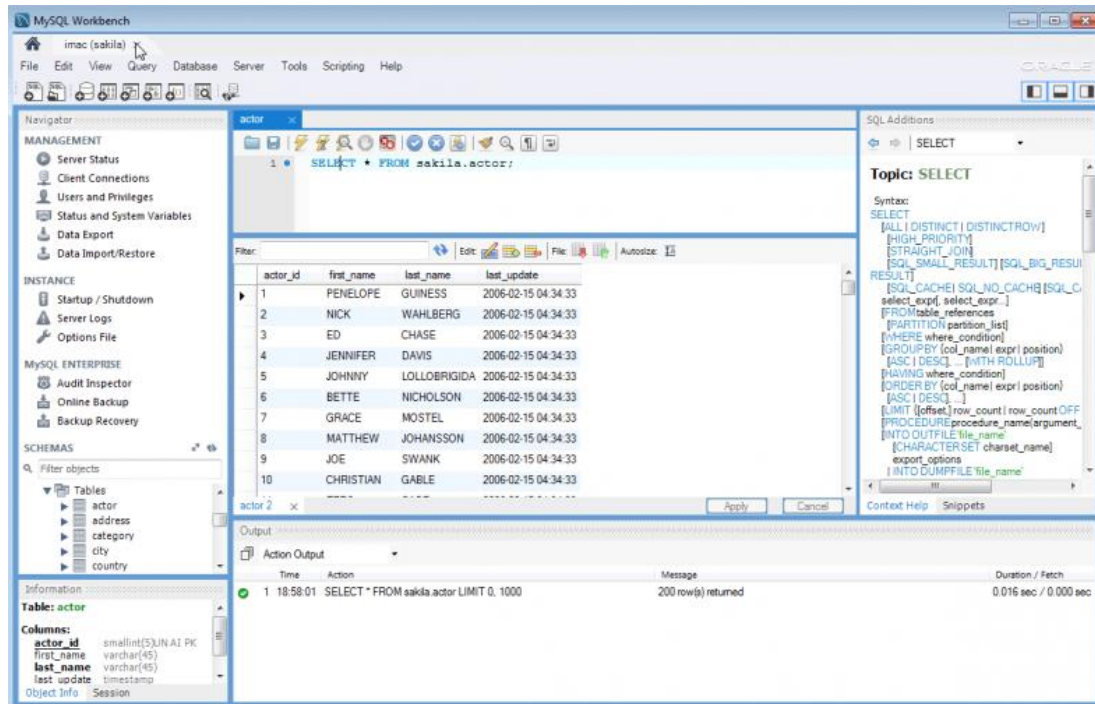 MySQL Workbench
imac (sakila)
File Edit View Query Database Server Tools Scripting Help
ORACLE
Navigator
MANAGEMENT
Server Status
Client Connections
Users and Privileges
Status and System Variables
Data Export
Data Import/Restore
INSTANCE
Startup / Shutdown
Server Logs
Options File
MySQL ENTERPRISE
Audit Inspector
Online Backup
Backup Recovery
SCHEMAS
Filter objects
Tables
actor
address
category
city
country
Information
Table: actor
Columns:
actor_id smallint(5)UN AI PK
first_name varchar(45)
last_name varchar(45)
last_update timestamp
Object Info Session
actor
1 SELECT * FROM sakila.actor;
Filter: Edit: File: Autosize:
actor_id first_name last_name last_update
1 PENELOPE GUINESS 2006-02-15 04:34:33
2 NICK WAHLBERG 2006-02-15 04:34:33
3 ED CHASE 2006-02-15 04:34:33
4 JENNIFER DAVIS 2006-02-15 04:34:33
5 JOHNNY LOLLOBRIGIDA 2006-02-15 04:34:33
6 BETTE NICHOLSON 2006-02-15 04:34:33
7 GRACE MOSTEL 2006-02-15 04:34:33
8 MATTHEW JOHANSSON 2006-02-15 04:34:33
9 JOE SWANK 2006-02-15 04:34:33
10 CHRISTIAN GABLE 2006-02-15 04:34:33
actor 2 Apply Cancel
Output
Action Output
Time Action Message Duration / Fetch
1 18:58:01 SELECT * FROM sakila.actor LIMIT 0, 1000 200 row(s) returned 0.016 sec / 0.000 sec
SQL Additions
SELECT
Topic: SELECT
Syntax:
SELECT
[ALL | DISTINCT | DISTINCTROW]
[HIGH_PRIORITY]
[STRAIGHT_JOIN]
[SQL_SMALL_RESULT] [SQL_BIG_RESU
RESULT]
[SQL_CACHE| SQL_NO_CACHE] [SQL_C
select_expr[, select_expr...]
[FROMtable_references
[PARTITION partition_list]
[WHERE where_condition]
[GROUPBY {col_name| expr| position}
[ASC | DESC], ... [WITH ROLLUP]]
[HAVING where_condition]
[ORDER BY {col_name| expr| position}
[ASC | DESC], ...]
[LIMIT {[offset,] row_count| row_countOFF
[PROCEDUREprocedure_name(argument_
[INTO OUTFILE'file_name'
[CHARACTERSET charset_name]
export_options
| INTO DUMPFILE'file_name'
Context Help Snippets